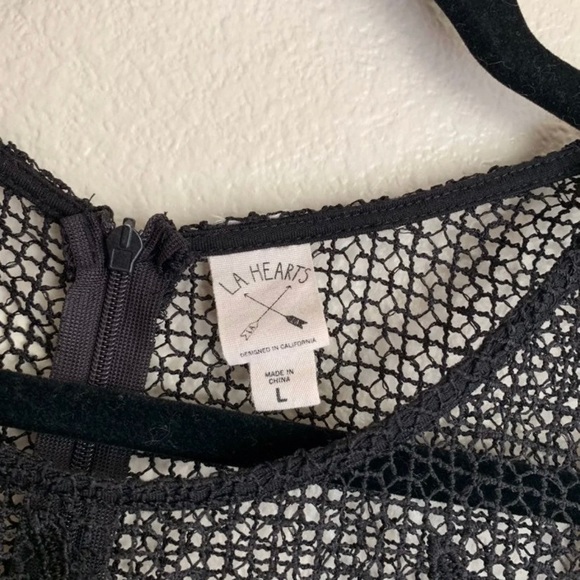 LA HEARTS
DESIGNED IN CALIFORNIA
MADE IN
CHINA
L